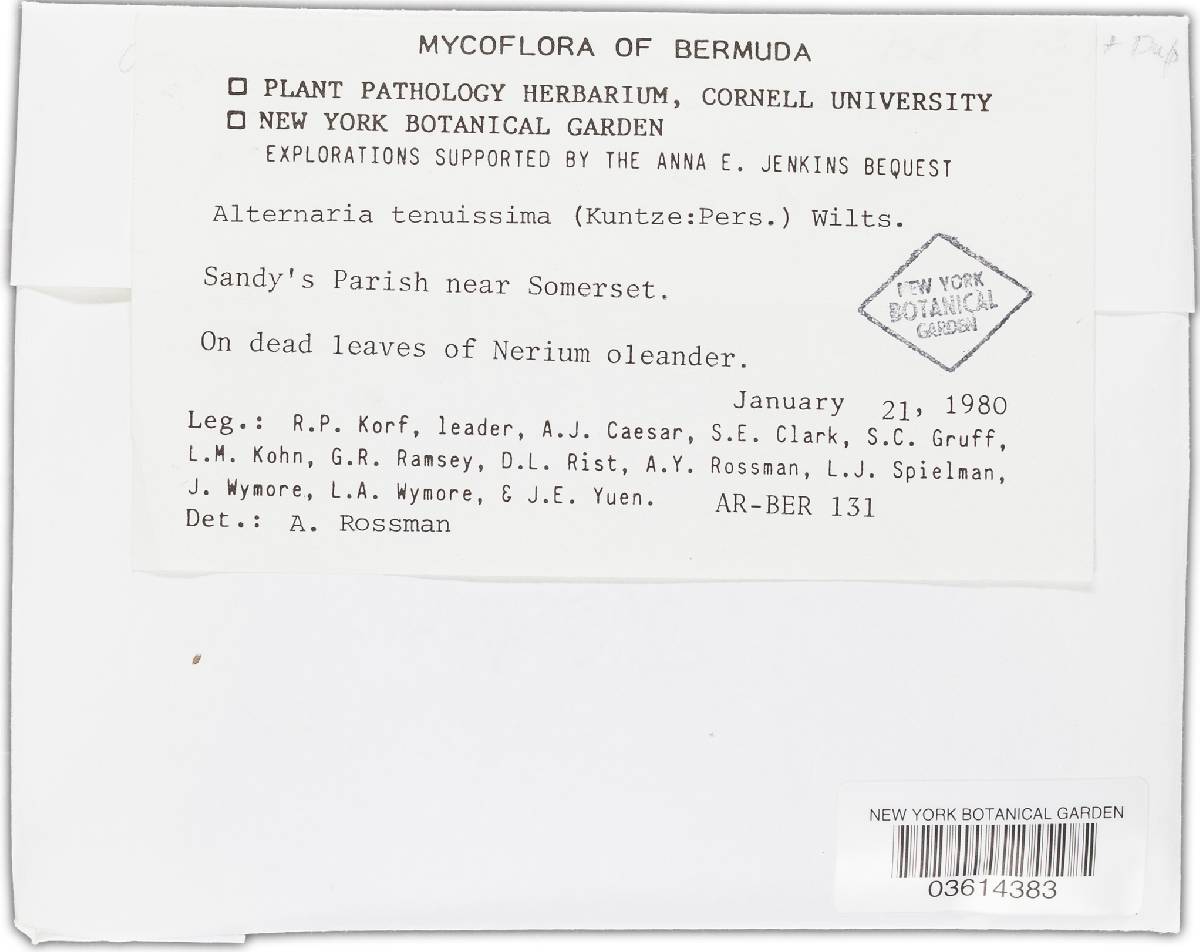 MYCOFLORA OF BERMUDA
+ Dup
☐ PLANT PATHOLOGY HERBARIUM, CORNELL UNIVERSITY
☐ NEW YORK BOTANICAL GARDEN
EXPLORATIONS SUPPORTED BY THE ANNA E. JENKINS BEQUEST
Alternaria tenuissima (Kuntze:Pers.) Wilts.
Sandy's Parish near Somerset.
NEW YORK
BOTANICAL
GARDEN
On dead leaves of Nerium oleander.
January 21, 1980
Leg.: R.P. Korf, leader, A.J. Caesar, S.E. Clark, S.C. Gruff,
L.M. Kohn, G.R. Ramsey, D.L. Rist, A.Y. Rossman, L.J. Spielman,
J. Wymore, L.A. Wymore, & J.E. Yuen. AR-BER 131
Det.: A. Rossman
NEW YORK BOTANICAL GARDEN
03614383